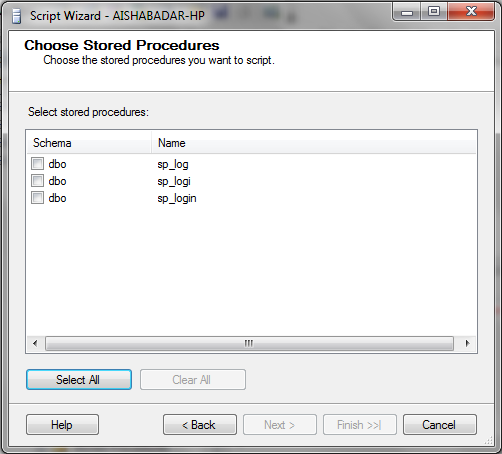 Script Wizard - AISHABADAR-HP
Choose Stored Procedures
Choose the stored procedures you want to script.
Select stored procedures:
Schema Name
dbo sp_log
dbo sp_logi
dbo sp_login
Select All Clear All
Help < Back Next > Finish >>| Cancel